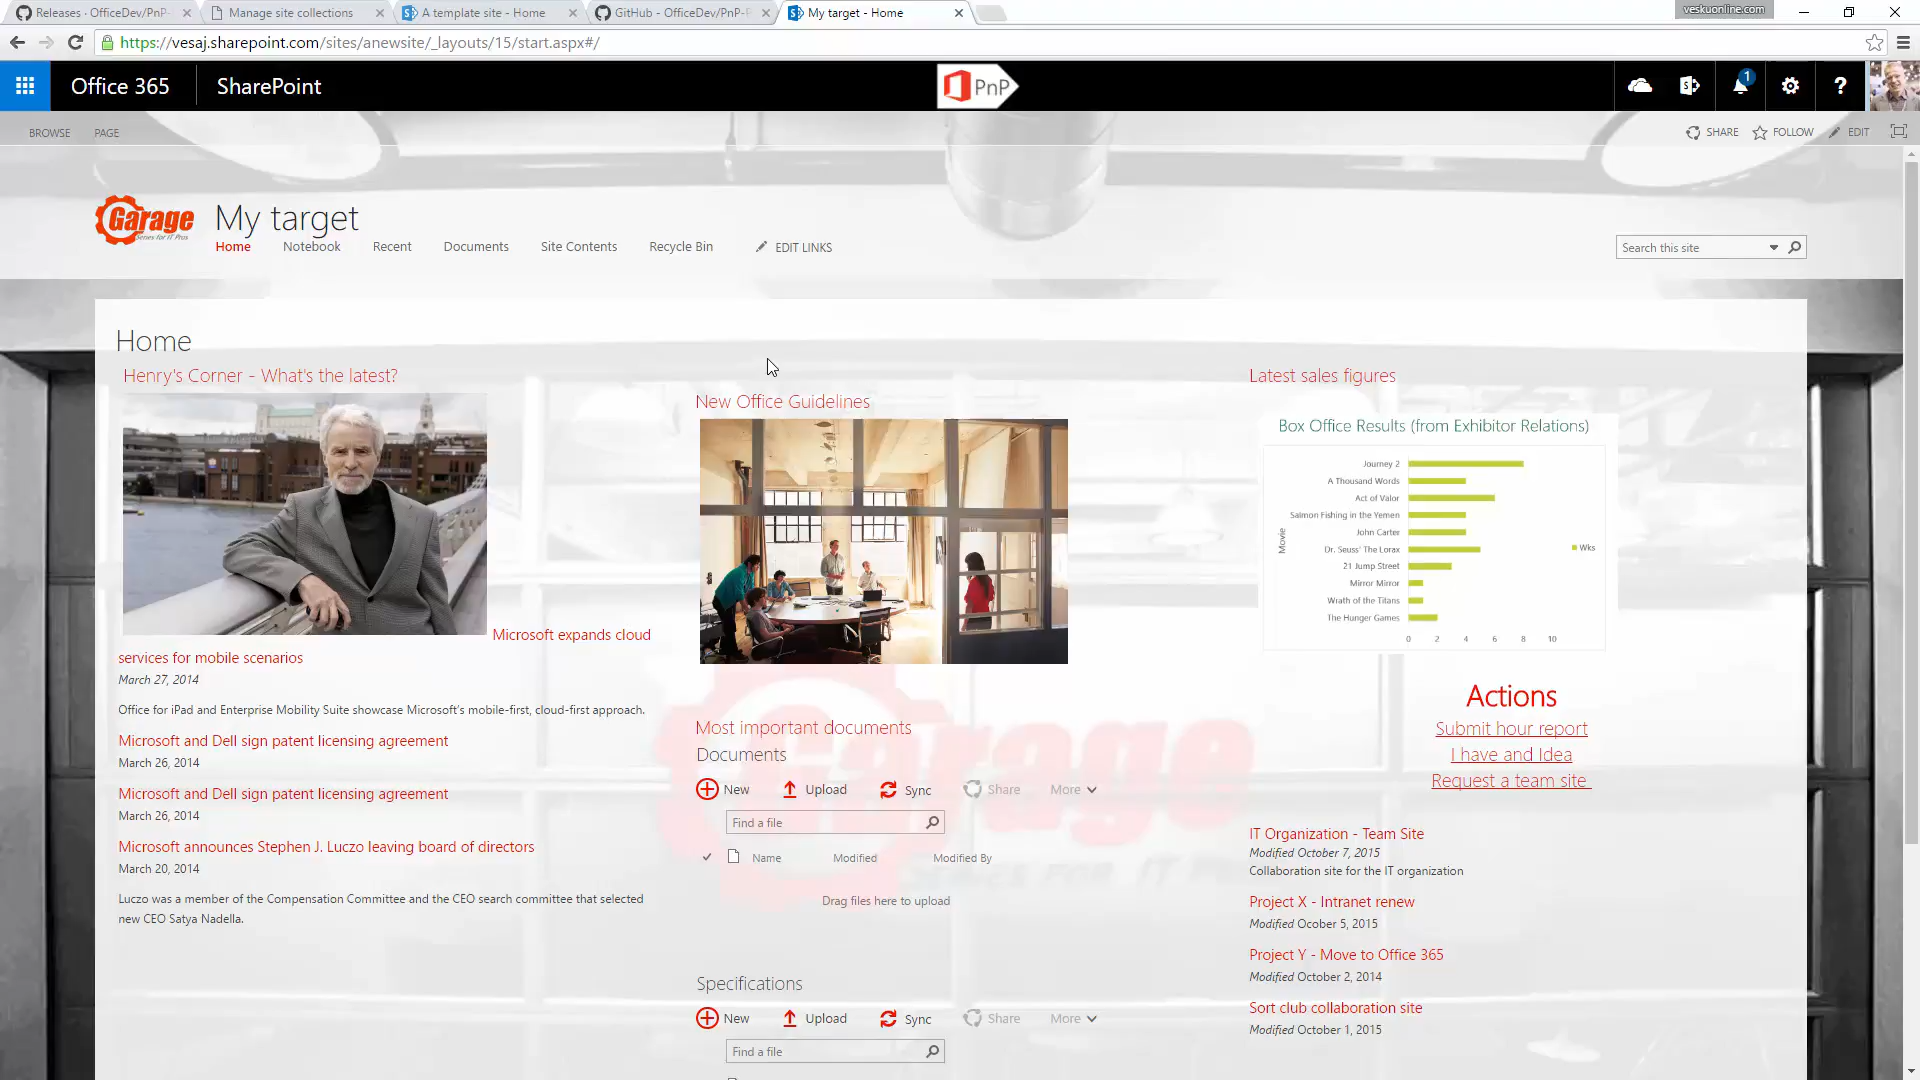 Releases · OfficeDev/PnP-
Manage site collections
A template site - Home
GitHub - OfficeDev/PnP-P
My target - Home
veskuonline.com
https://vesaj.sharepoint.com/sites/anewsite/_layouts/15/start.aspx#/
Office 365
SharePoint
PnP
1
?
BROWSE
PAGE
SHARE
FOLLOW
EDIT
Garage
Series for IT Pros
My target
Home
Notebook
Recent
Documents
Site Contents
Recycle Bin
EDIT LINKS
Search this site
Home
Henry's Corner - What's the latest?
Microsoft expands cloud
services for mobile scenarios
March 27, 2014
Office for iPad and Enterprise Mobility Suite showcase Microsoft's mobile-first, cloud-first approach.
Microsoft and Dell sign patent licensing agreement
March 26, 2014
Microsoft and Dell sign patent licensing agreement
March 26, 2014
Microsoft announces Stephen J. Luczo leaving board of directors
March 20, 2014
Luczo was a member of the Compensation Committee and the CEO search committee that selected
new CEO Satya Nadella.
New Office Guidelines
Most important documents
Documents
New
Upload
Sync
Share
More
Find a file
Name
Modified
Modified By
Drag files here to upload
Garage
SERIES FOR IT PROS
Specifications
New
Upload
Sync
Share
More
Find a file
Latest sales figures
Box Office Results (from Exhibitor Relations)
Movie
Journey 2
A Thousand Words
Act of Valor
Salmon Fishing in the Yemen
John Carter
Dr. Seuss' The Lorax
21 Jump Street
Mirror Mirror
Wrath of the Titans
The Hunger Games
0 2 4 6 8 10
Wks
Actions
Submit hour report
I have and Idea
Request a team site
IT Organization - Team Site
Modified October 7, 2015
Collaboration site for the IT organization
Project X - Intranet renew
Modified Ocober 5, 2015
Project Y - Move to Office 365
Modified October 2, 2014
Sort club collaboration site
Modified October 1, 2015